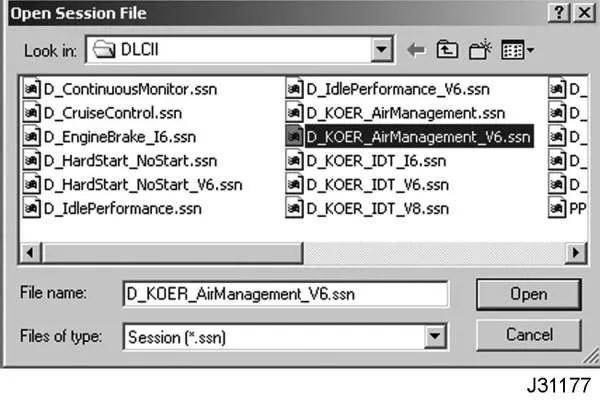 Open Session File
Look in: DLCII
D_ContinuousMonitor.ssn
D_CruiseControl.ssn
D_EngineBrake_I6.ssn
D_HardStart_NoStart.ssn
D_HardStart_NoStart_V6.ssn
D_IdlePerformance.ssn
D_IdlePerformance_V6.ssn
D_KOER_AirManagement.ssn
D_KOER_AirManagement_V6.ssn
D_KOER_IDT_I6.ssn
D_KOER_IDT_V6.ssn
D_KOER_IDT_V8.ssn
D_
D_
D_
D_
D_
PP
File name: D_KOER_AirManagement_V6.ssn Open
Files of type: Session (*.ssn) Cancel
J31177